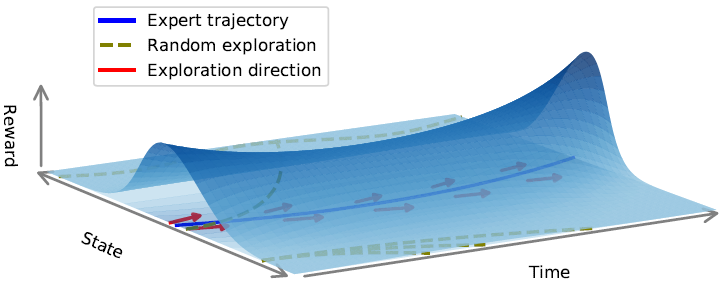 Expert trajectory
Random exploration
Exploration direction
Reward
State
Time